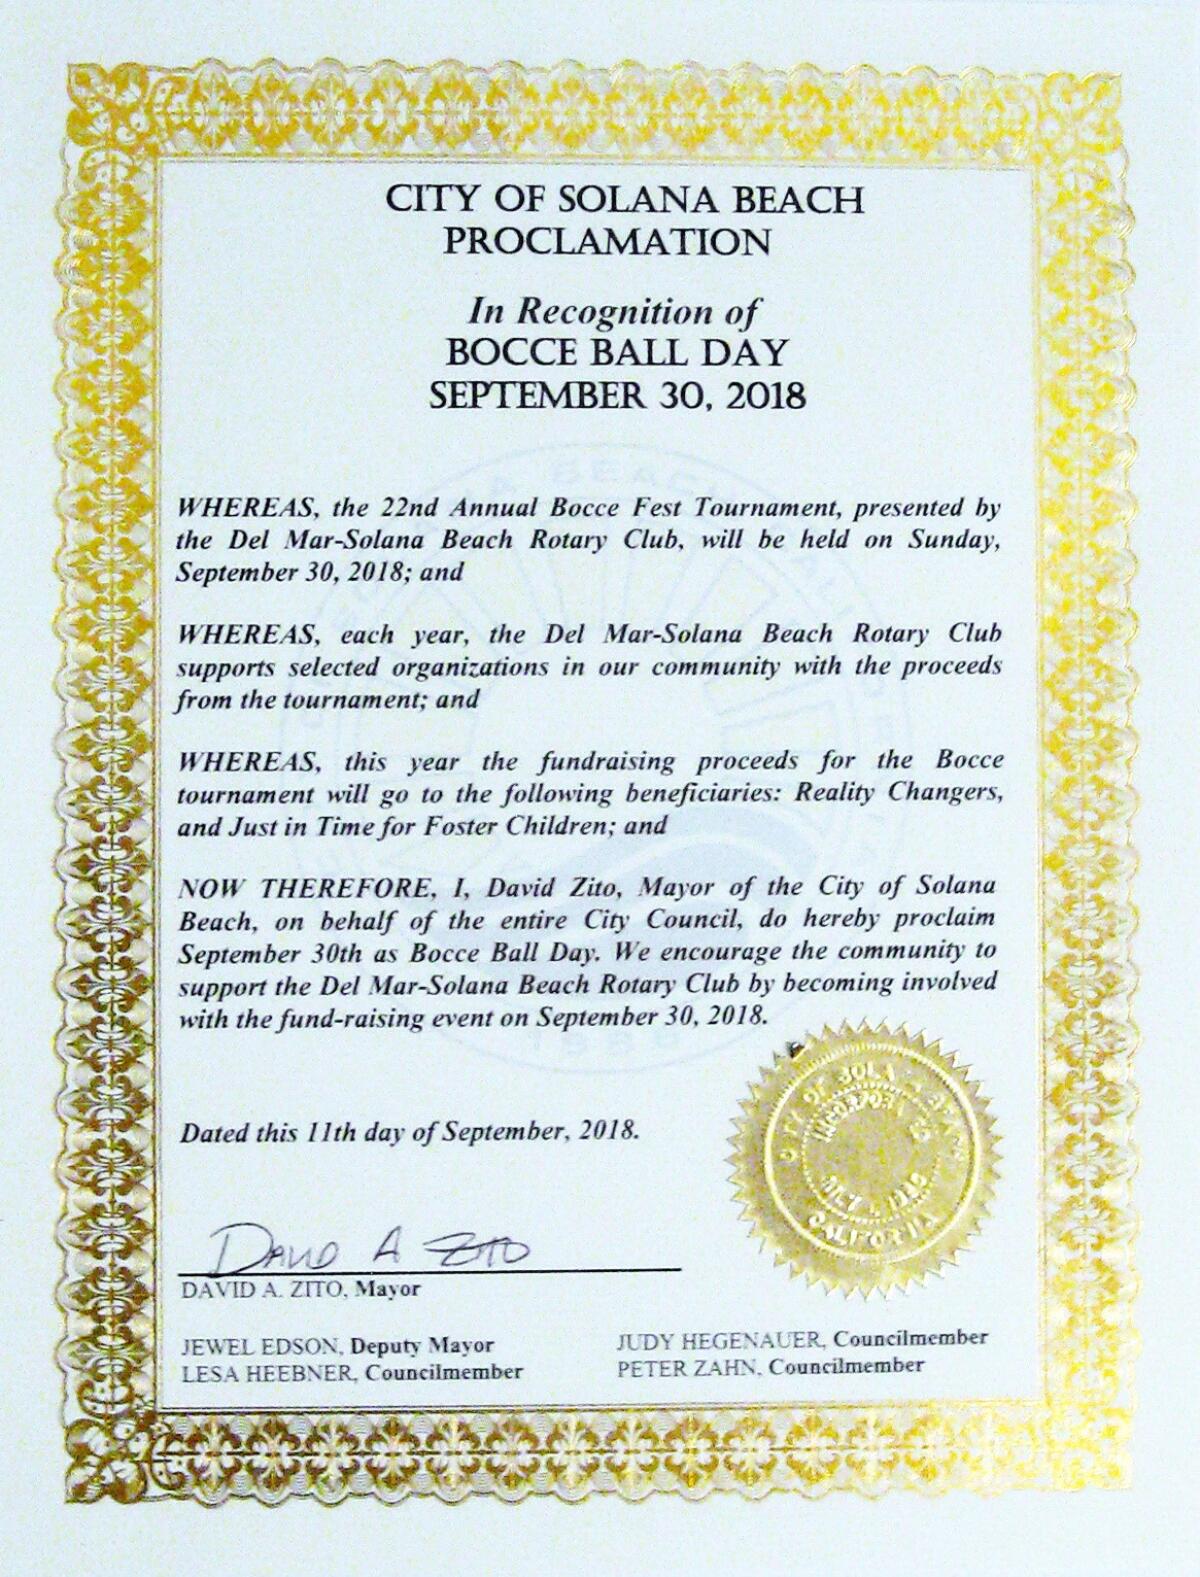 CITY OF SOLANA BEACH
PROCLAMATION
In Recognition of
BOCCE BALL DAY
SEPTEMBER 30, 2018
WHEREAS, the 22nd Annual Bocce Fest Tournament, presented by
the Del Mar-Solana Beach Rotary Club, will be held on Sunday,
September 30, 2018; and
WHEREAS, each year, the Del Mar-Solana Beach Rotary Club
supports selected organizations in our community with the proceeds
from the tournament; and
WHEREAS, this year the fundraising proceeds for the Bocce
tournament will go to the following beneficiaries: Reality Changers,
and Just in Time for Foster Children; and
NOW THEREFORE, I, David Zito, Mayor of the City of Solana
Beach, on behalf of the entire City Council, do hereby proclaim
September 30th as Bocce Ball Day. We encourage the community to
support the Del Mar-Solana Beach Rotary Club by becoming involved
with the fund-raising event on September 30, 2018.
Dated this 11th day of September, 2018.
DAVID A ZITO
DAVID A. ZITO, Mayor
JEWEL EDSON, Deputy Mayor
LESA HEEBNER, Councilmember
JUDY HEGENAUER, Councilmember
PETER ZAHN, Councilmember
CITY OF
CALIFORNIA